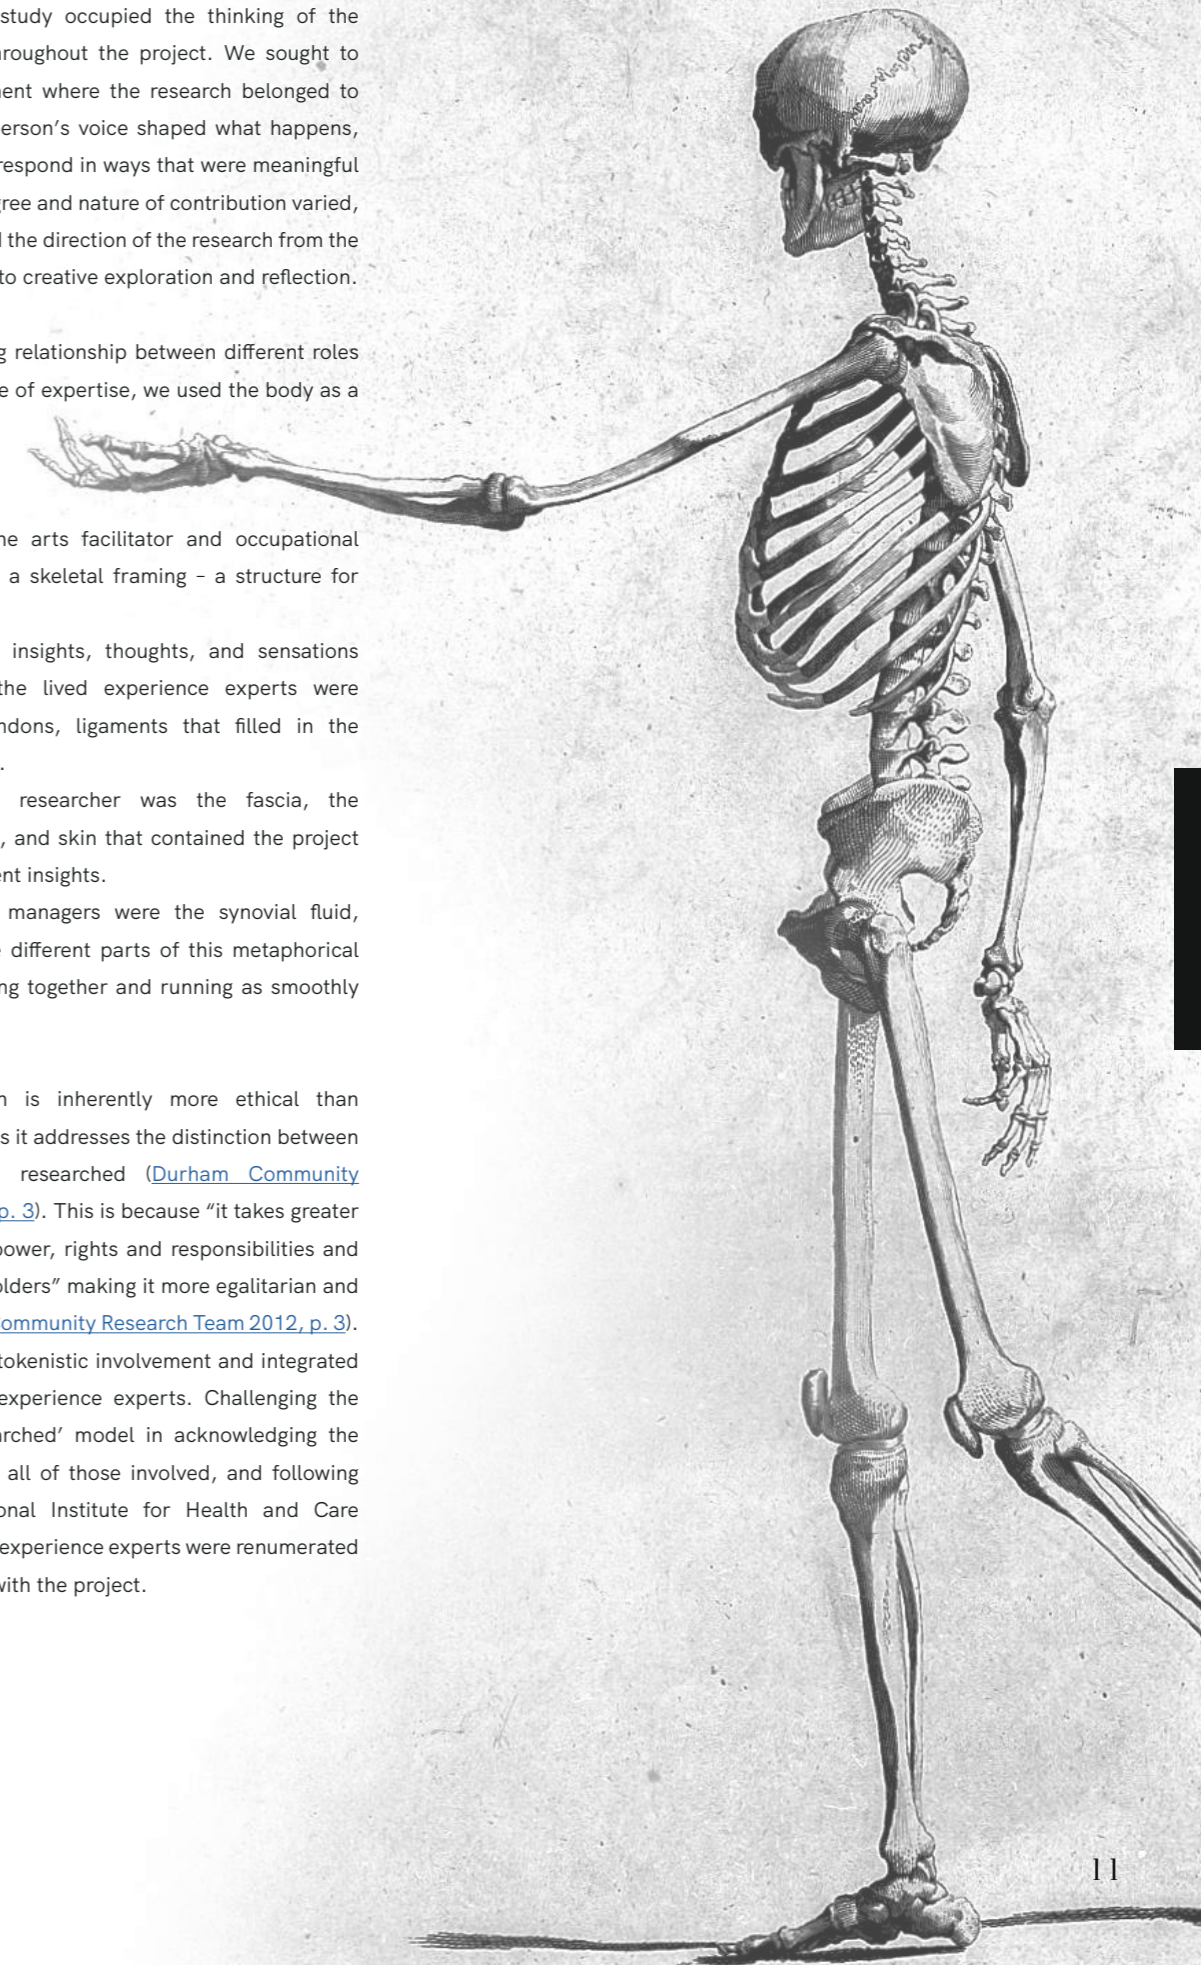 study occupied the thinking of the
roughout the project. We sought to
ent where the research belonged to
erson’s voice shaped what happens,
respond in ways that were meaningful
gree and nature of contribution varied,
the direction of the research from the
to creative exploration and reflection.
g relationship between different roles
e of expertise, we used the body as a
ne arts facilitator and occupational
a skeletal framing – a structure for
insights, thoughts, and sensations
the lived experience experts were
ndons, ligaments that filled in the
.
researcher was the fascia, the
, and skin that contained the project
ent insights.
managers were the synovial fluid,
different parts of this metaphorical
ng together and running as smoothly
n is inherently more ethical than
s it addresses the distinction between
researched (Durham Community
p. 3). This is because “it takes greater
power, rights and responsibilities and
olders” making it more egalitarian and
Community Research Team 2012, p. 3).
tokenistic involvement and integrated
experience experts. Challenging the
arched’ model in acknowledging the
all of those involved, and following
onal Institute for Health and Care
experience experts were renumerated
with the project.
11